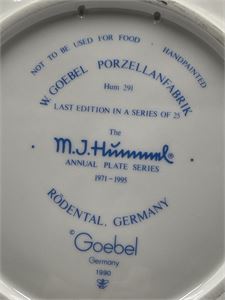 NOT TO BE USED FOR FOOD HANDPAINTED
W. GOEBEL PORZELLANFABRIK
Hum 291
LAST EDITION IN A SERIES OF 25
The
M.J. Hummel®
ANNUAL PLATE SERIES
1971-1995
RÖDENTAL, GERMANY
©Goebel
Germany
1990